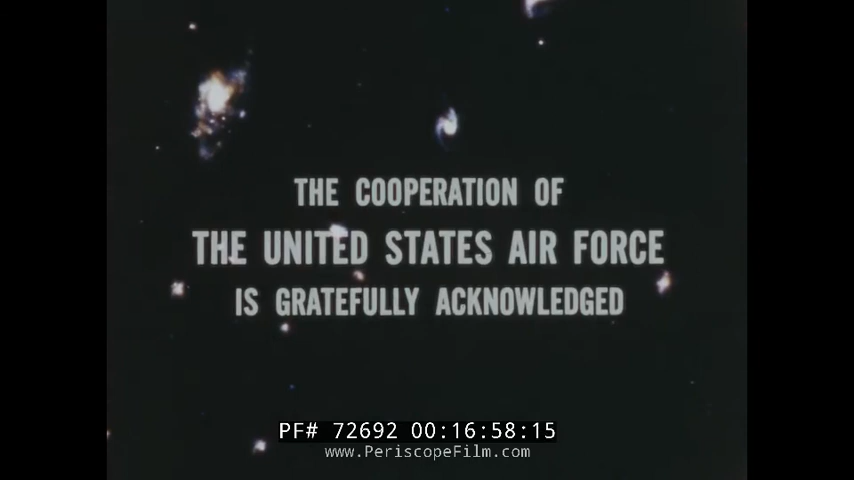 THE COOPERATION OF
THE UNITED STATES AIR FORCE
IS GRATEFULLY ACKNOWLEDGED
PF# 72692 00:16:58:15
www.PeriscopeFilm.com